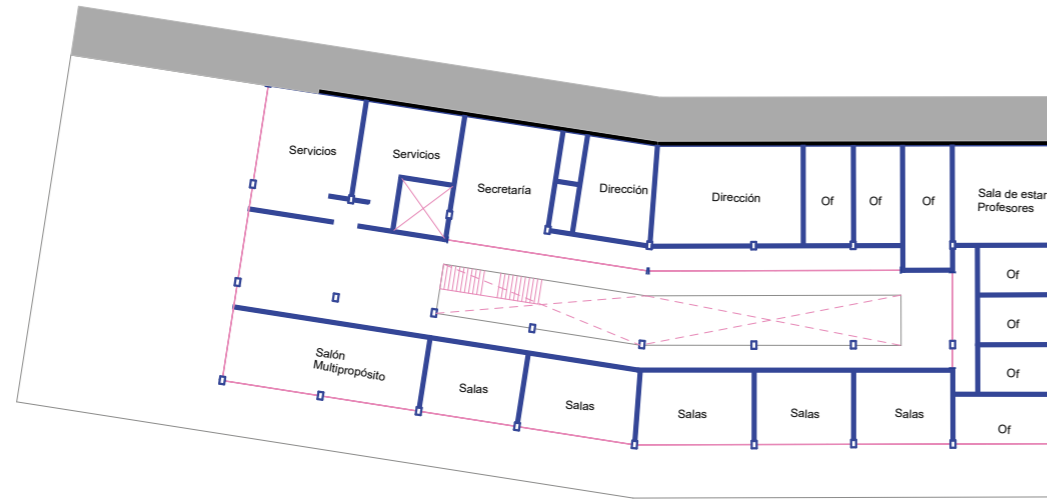 Servicios
Servicios
Secretaría
Dirección
Dirección
Of
Of
Of
Sala de estar
Profesores
Of
Of
Of
Of
Salón
Multipropósito
Salas
Salas
Salas
Salas
Salas